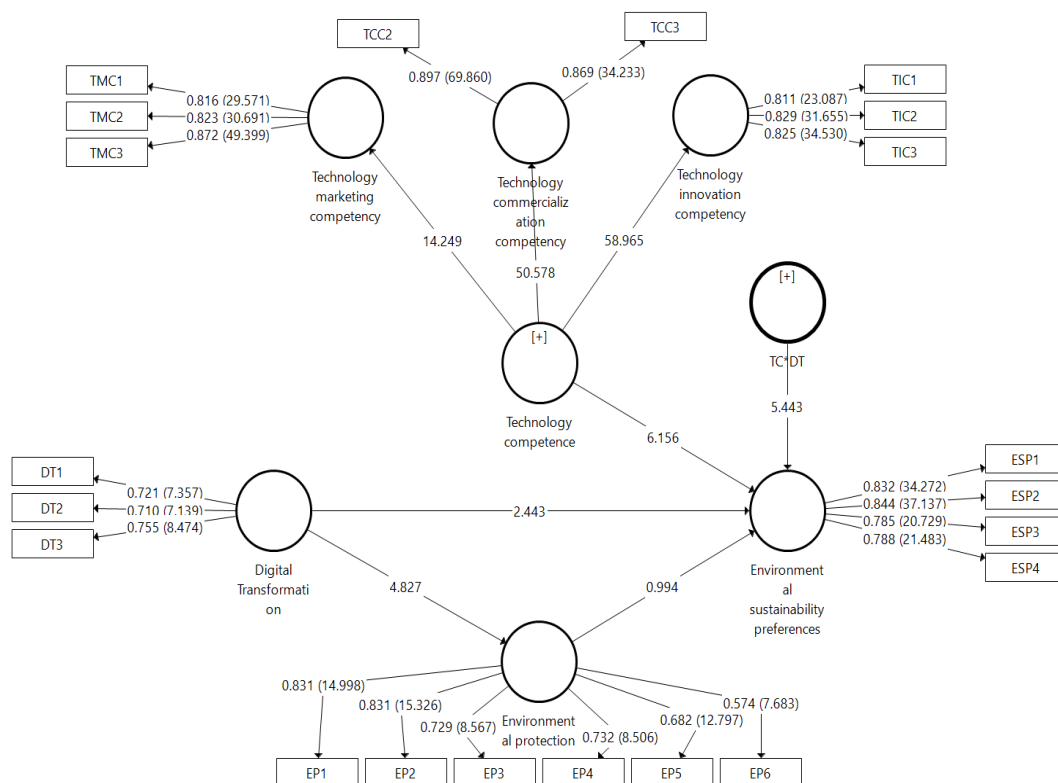 TCC2
TCC3
0.897 (69.860)
0.869 (34.233)
TMC1
TMC2
TMC3
0.816 (29.571)
0.823 (30.691)
0.872 (49.399)
TIC1
TIC2
TIC3
0.811 (23.087)
0.829 (31.655)
0.825 (34.530)
Technology
marketing
competency
Technology
commercializ
ation
competency
Technology
innovation
competency
14.249
50.578
58.965
[+]
TC*DT
[+]
Technology
competence
5.443
6.156
DT1
DT2
DT3
0.721 (7.357)
0.710 (7.139)
0.755 (8.474)
Digital
Transformati
on
2.443
ESP1
ESP2
ESP3
ESP4
0.832 (34.272)
0.844 (37.137)
0.785 (20.729)
0.788 (21.483)
Environment
al
sustainability
preferences
4.827
0.994
Environment
al protection
0.831 (14.998)
0.831 (15.326)
0.729 (8.567)
0.732 (8.506)
0.682 (12.797)
0.574 (7.683)
EP1
EP2
EP3
EP4
EP5
EP6